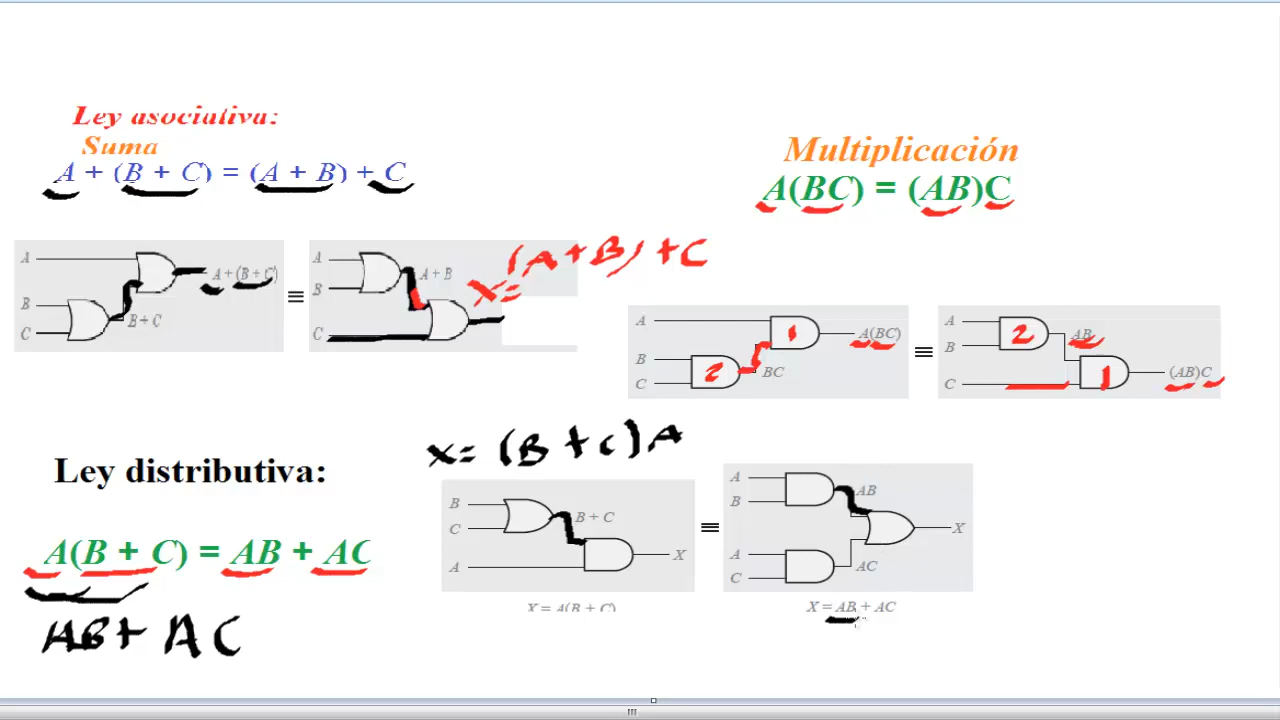 Ley asociativa:
Suma
A + (B + C) = (A + B) + C
Multiplicación
A(BC) = (AB)C
A
B
C
B + C
A + (B + C)
≡
A
B
C
A + B
X = (A + B) + C
A
B
C
2
BC
1
A(BC)
≡
A
B
C
2
AB
1
(AB)C
Ley distributiva:
A(B + C) = AB + AC
AB + AC
X = (B + C) A
B
C
A
B + C
X
X = A(B + C)
≡
A
B
A
C
AB
AC
X
X = AB + AC